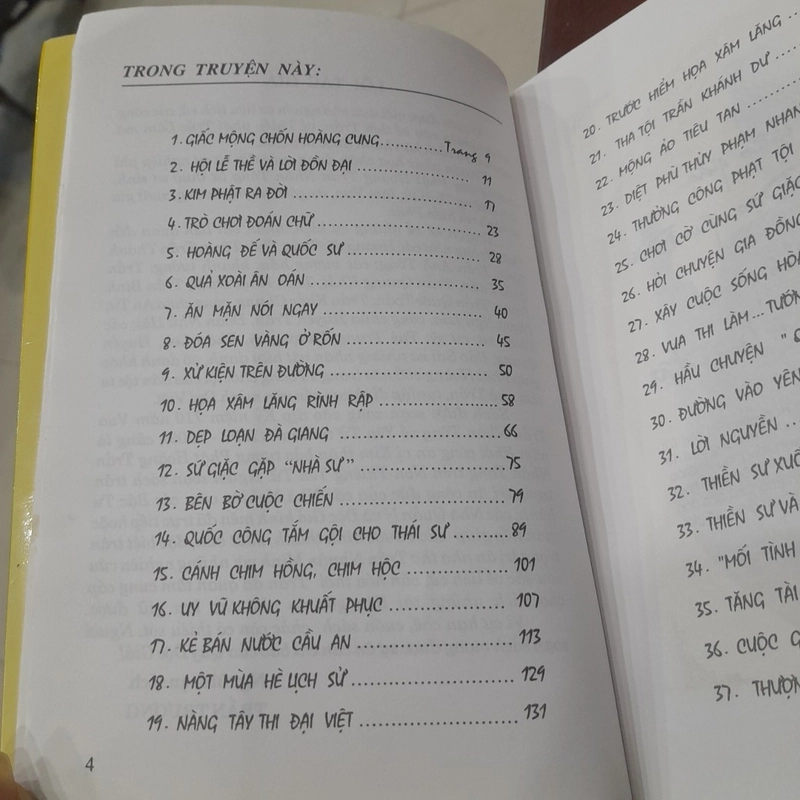 TRONG TRUYỆN NÀY:
1. GIẤC MỘNG CHỐN HOÀNG CUNG........Trang 9
2. HỘI LỄ THỀ VÀ LỜI ĐỒN ĐẠI ........ 11
3. KIM PHẬT RA ĐỜI ........ 17
4. TRÒ CHƠI ĐOÁN CHỮ ........ 23
5. HOÀNG ĐẾ VÀ QUỐC SƯ ........ 28
6. QUẢ XOÀI ÂN OÁN ........ 35
7. ĂN MẶN NÓI NGAY ........ 40
8. ĐÓA SEN VÀNG Ở RỐN ........ 45
9. XỬ KIỆN TRÊN ĐƯỜNG ........ 50
10. HỌA XÂM LĂNG RÌNH RẬP ........ 58
11. DẸP LOẠN ĐÀ GIANG ........ 66
12. SỨ GIẶC GẶP "NHÀ SƯ" ........ 75
13. BÊN BỜ CUỘC CHIẾN ........ 79
14. QUỐC CÔNG TẮM GỘI CHO THÁI SƯ ........ 89
15. CÁNH CHIM HỒNG, CHIM HỘC ........ 101
16. UY VŨ KHÔNG KHUẤT PHỤC ........ 107
17. KẺ BÁN NƯỚC CẦU AN ........ 113
18. MỘT MÙA HÈ LỊCH SỬ ........ 129
19. NÀNG TÂY THI ĐẠI VIỆT ........ 131
4
20. TRƯỚC HIỂM HỌA XÂM LĂNG ..
21. THA TỘI TRẦN KHÁNH DƯ ........
22. MỘNG ẢO TIÊU TAN ........
23. DIỆT PHÙ THỦY PHẠM NHAN
24. THƯỞNG CÔNG PHẠT TỘI
25. CHƠI CỜ CÙNG SỨ GIẶC
26. HỎI CHUYỆN GIA ĐỒNG
27. XÂY CUỘC SỐNG HÒA
28. VUA THI LÀM...TƯỚNG
29. HẦU CHUYỆN "
30. ĐƯỜNG VÀO YÊN
31. LỜI NGUYỀN ..
32. THIỀN SƯ XUỐ
33. THIỀN SƯ VÀ
34. "MỐI TÌNH
35. TĂNG TÀI
36. CUỘC G
37. THƯỢN